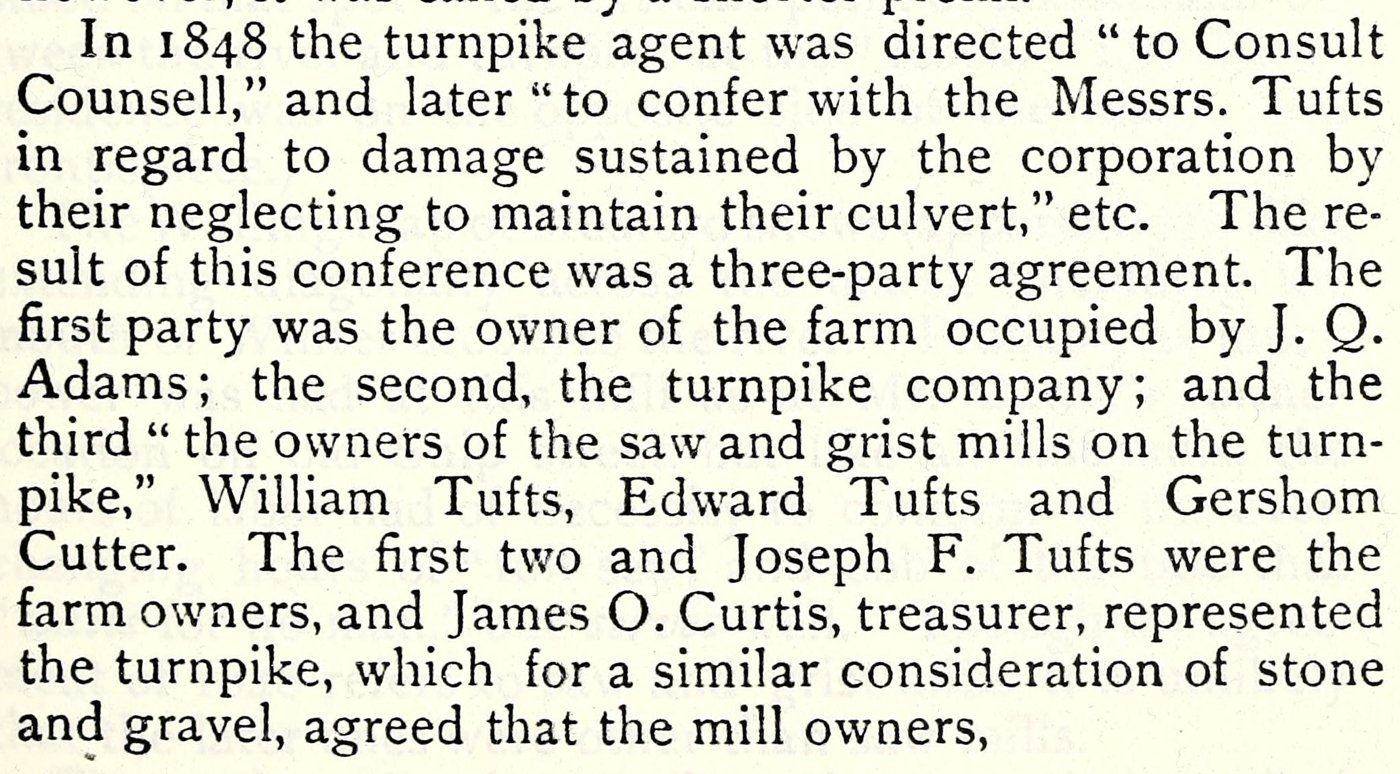 In 1848 the turnpike agent was directed “ to Consult
Counsell,” and later “ to confer with the Messrs. Tufts
in regard to damage sustained by the corporation by
their neglecting to maintain their culvert,” etc. The re-
sult of this conference was a three-party agreement. The
first party was the owner of the farm occupied by J. Q.
Adams; the second, the turnpike company; and the
third “ the owners of the saw and grist mills on the turn-
pike,” William Tufts, Edward Tufts and Gershom
Cutter. The first two and Joseph F. Tufts were the
farm owners, and James O. Curtis, treasurer, represented
the turnpike, which for a similar consideration of stone
and gravel, agreed that the mill owners,